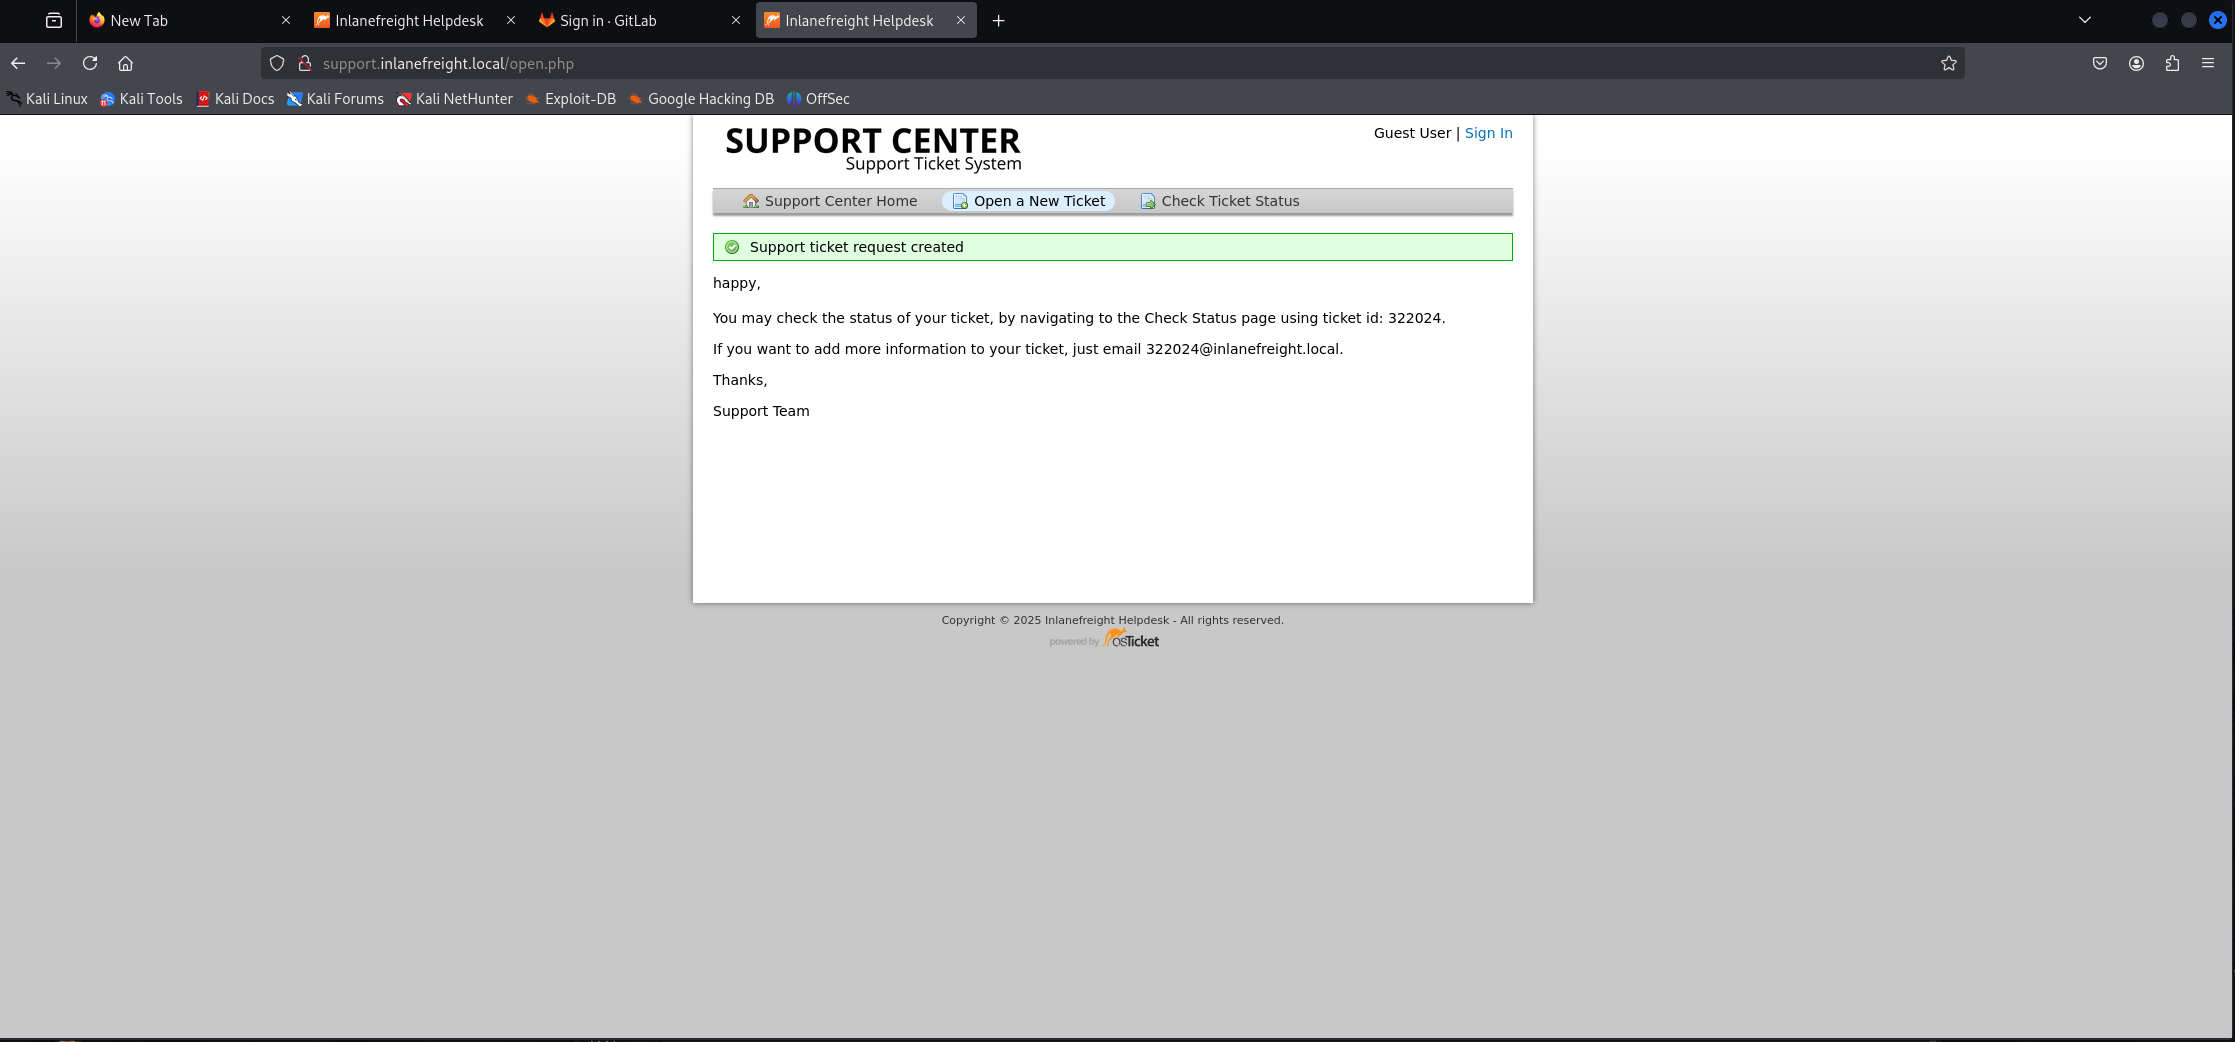 New Tab
Inlanefreight Helpdesk
Sign in · GitLab
Inlanefreight Helpdesk
support.inlanefreight.local/open.php
Kali Linux
Kali Tools
Kali Docs
Kali Forums
Kali NetHunter
Exploit-DB
Google Hacking DB
OffSec
SUPPORT CENTER
Support Ticket System
Guest User | Sign In
Support Center Home
Open a New Ticket
Check Ticket Status
Support ticket request created
happy,
You may check the status of your ticket, by navigating to the Check Status page using ticket id: 322024.
If you want to add more information to your ticket, just email 322024@inlanefreight.local.
Thanks,
Support Team
Copyright © 2025 Inlanefreight Helpdesk - All rights reserved.
powered by osTicket